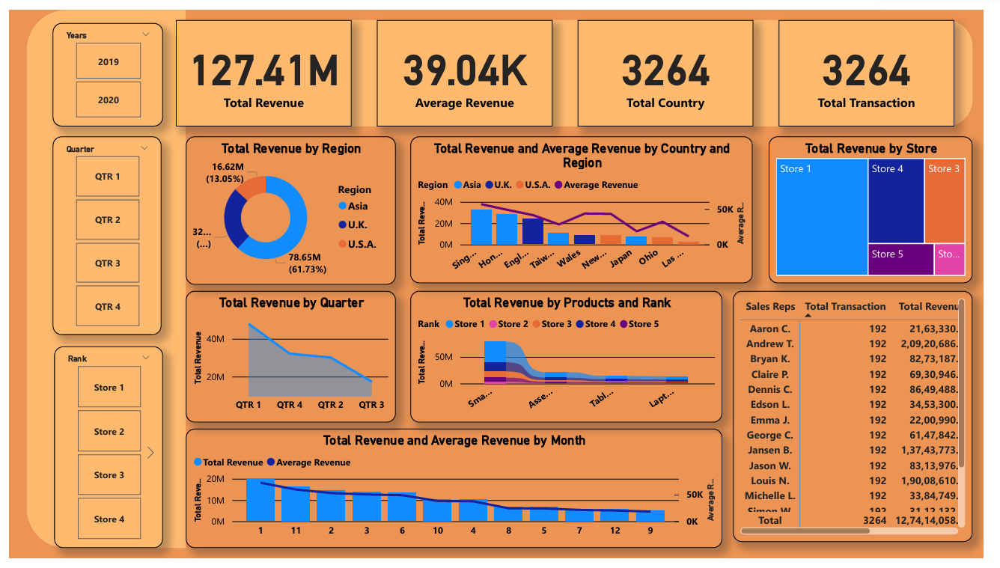 Years
2019
2020
127.41M
Total Revenue
39.04K
Average Revenue
3264
Total Country
3264
Total Transaction
Quarter
QTR 1
QTR 2
QTR 3
QTR 4
Rank
Store 1
Store 2
Store 3
Store 4
Total Revenue by Region
16.62M
(13.05%)
32...
(...)
78.65M
(61.73%)
Region
Asia
U.K.
U.S.A.
Total Revenue and Average Revenue by Country and
Region
Region Asia U.K. U.S.A. Average Revenue
Total Reve...
40M
20M
0M
50K
0K
Average R...
Sing... Hon... Engl... Taiw... Wales New... Japan Ohio Las ...
Total Revenue by Store
Store 1
Store 4
Store 3
Store 5
Sto...
Total Revenue by Quarter
Total Revenue
40M
20M
QTR 1 QTR 4 QTR 2 QTR 3
Total Revenue by Products and Rank
Rank Store 1 Store 2 Store 3 Store 4 Store 5
Total Reve...
50M
0M
Sma... Asse... Tabl... Lapt...
Sales Reps Total Transaction Total Revenu
Aaron C. 192 21,63,330.
Andrew T. 192 2,09,20,686.
Bryan K. 192 82,73,187.
Claire P. 192 69,30,946.
Dennis C. 192 86,49,488.
Edson L. 192 34,53,300.
Emma J. 192 22,00,990.
George C. 192 61,47,842.
Jansen B. 192 1,37,43,773.
Jason W. 192 83,13,976.
Louis N. 192 1,90,08,610.
Michelle L. 192 33,84,749.
Simon W. 192 31,12,132.
Total 3264 12,74,14,058.
Total Revenue and Average Revenue by Month
Total Revenue Average Revenue
Total Reve...
20M
10M
0M
50K
0K
Average R...
1 11 2 3 6 10 4 8 5 7 12 9